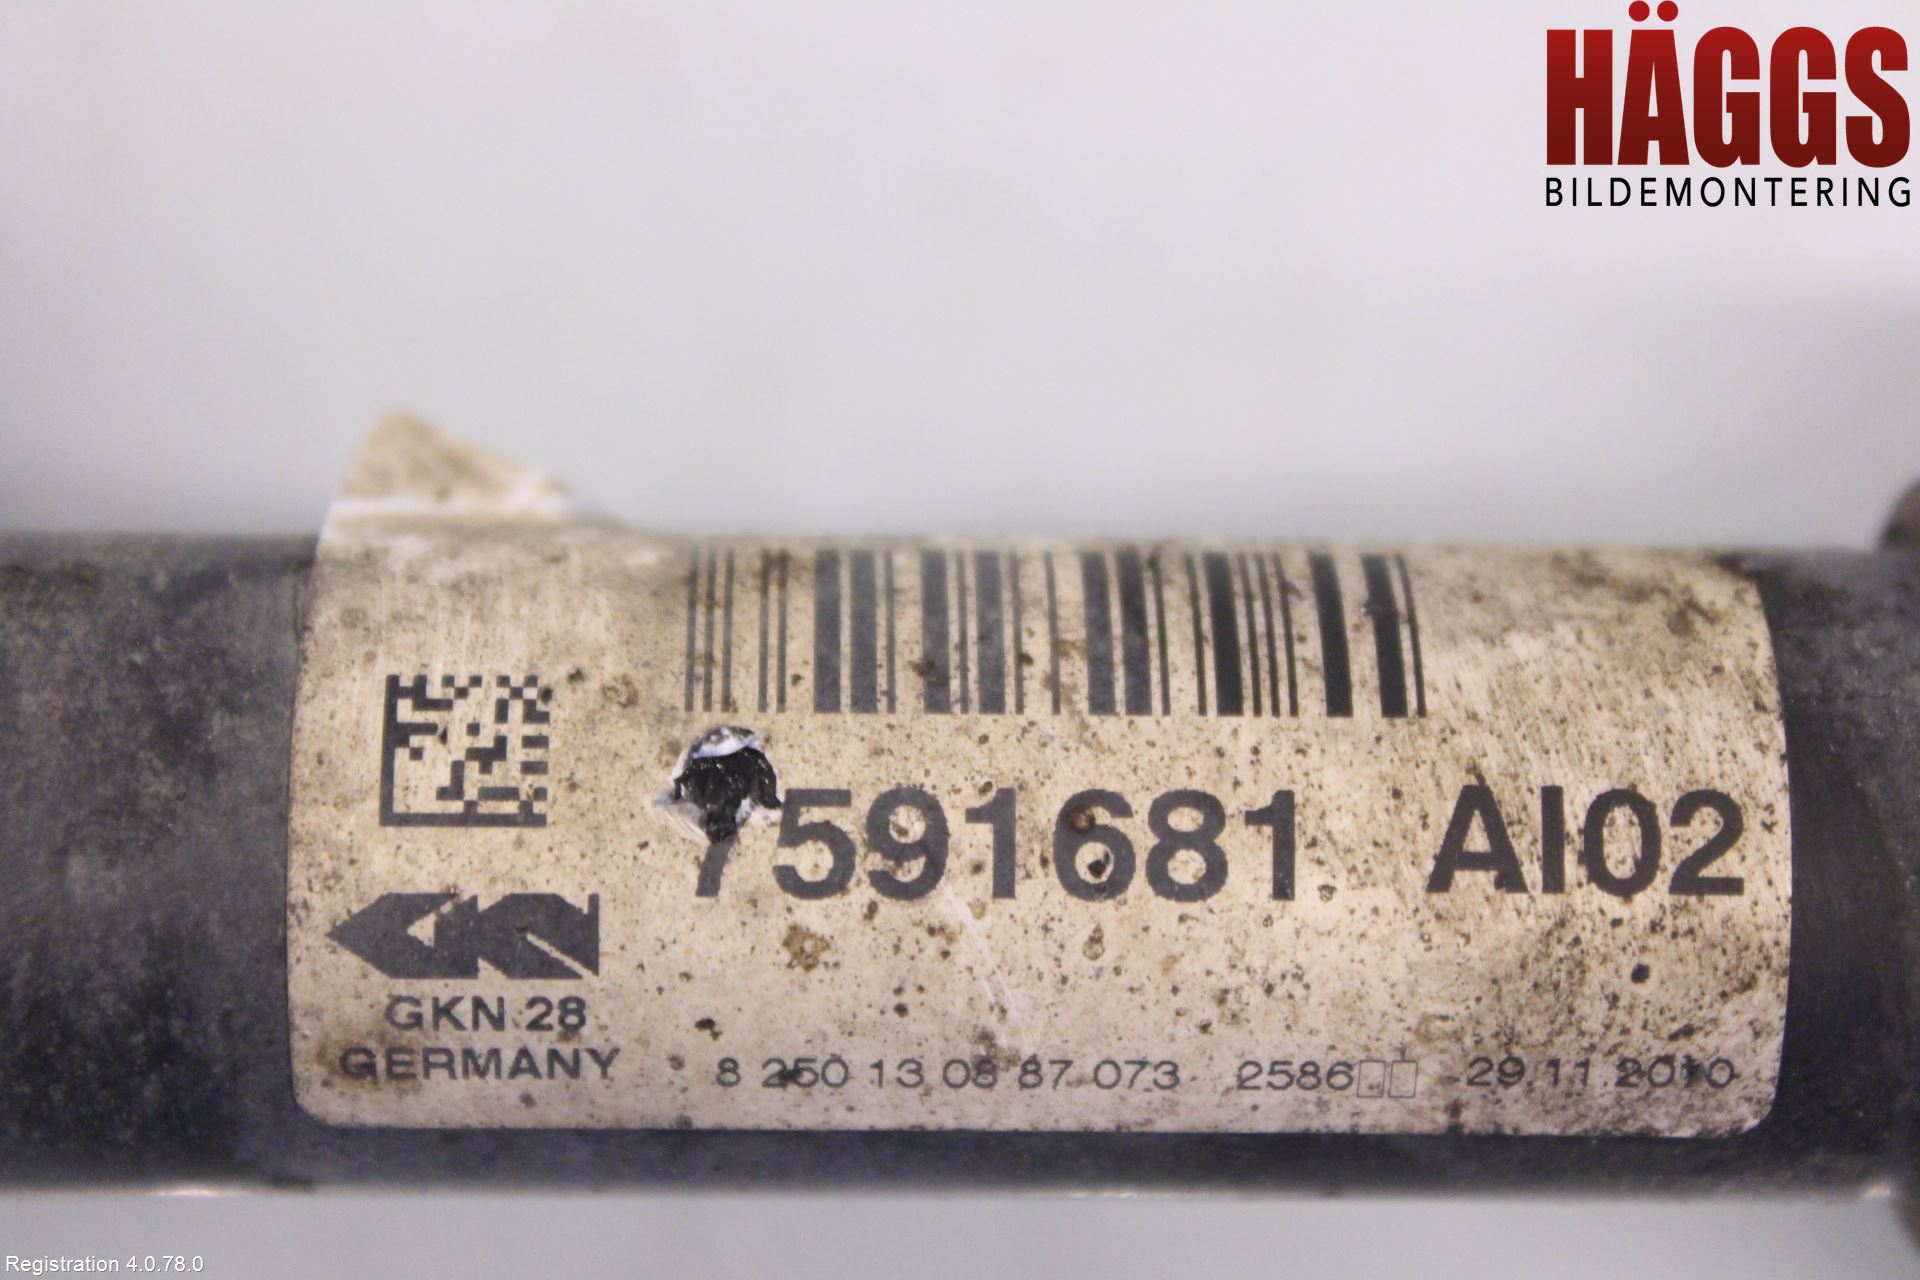 HÄGGS
BILDEMONTERING
7591681 AI02
GKN 28
GERMANY
8 250 13 08 87 073 2586□□ 29.11.2010
Registration 4.0.78.0